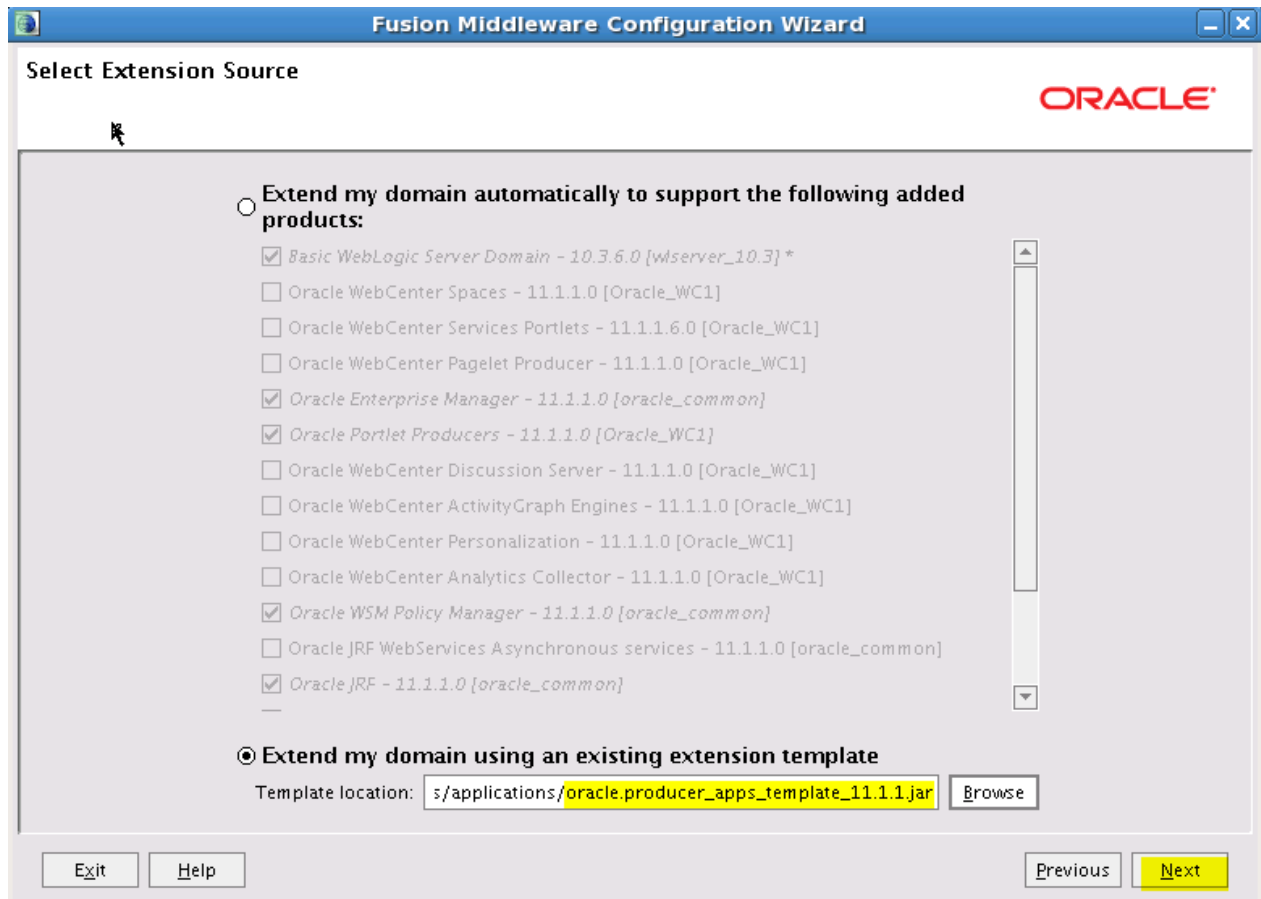 Fusion Middleware Configuration Wizard
Select Extension Source
ORACLE
Extend my domain automatically to support the following added
products:
Basic WebLogic Server Domain - 10.3.6.0 [wlserver_10.3] *
Oracle WebCenter Spaces - 11.1.1.0 [Oracle_WC1]
Oracle WebCenter Services Portlets - 11.1.1.6.0 [Oracle_WC1]
Oracle WebCenter Pagelet Producer - 11.1.1.0 [Oracle_WC1]
Oracle Enterprise Manager - 11.1.1.0 [oracle_common]
Oracle Portlet Producers - 11.1.1.0 [Oracle_WC1]
Oracle WebCenter Discussion Server - 11.1.1.0 [Oracle_WC1]
Oracle WebCenter ActivityGraph Engines - 11.1.1.0 [Oracle_WC1]
Oracle WebCenter Personalization - 11.1.1.0 [Oracle_WC1]
Oracle WebCenter Analytics Collector - 11.1.1.0 [Oracle_WC1]
Oracle WSM Policy Manager - 11.1.1.0 [oracle_common]
Oracle JRF WebServices Asynchronous services - 11.1.1.0 [oracle_common]
Oracle JRF - 11.1.1.0 [oracle_common]
Extend my domain using an existing extension template
Template location: s/applications/oracle.producer_apps_template_11.1.1.jar Browse
Exit Help Previous Next